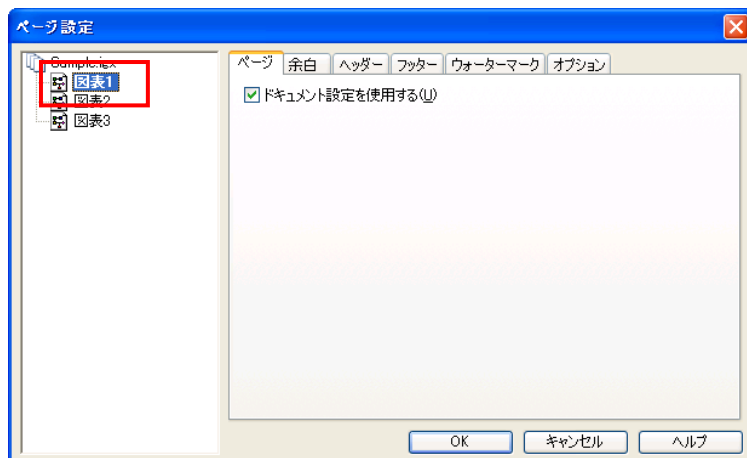 ページ設定
Sample.iex
図表1
図表2
図表3
ページ 余白 ヘッダー フッター ウォーターマーク オプション
ドキュメント設定を使用する(U)
OK キャンセル ヘルプ